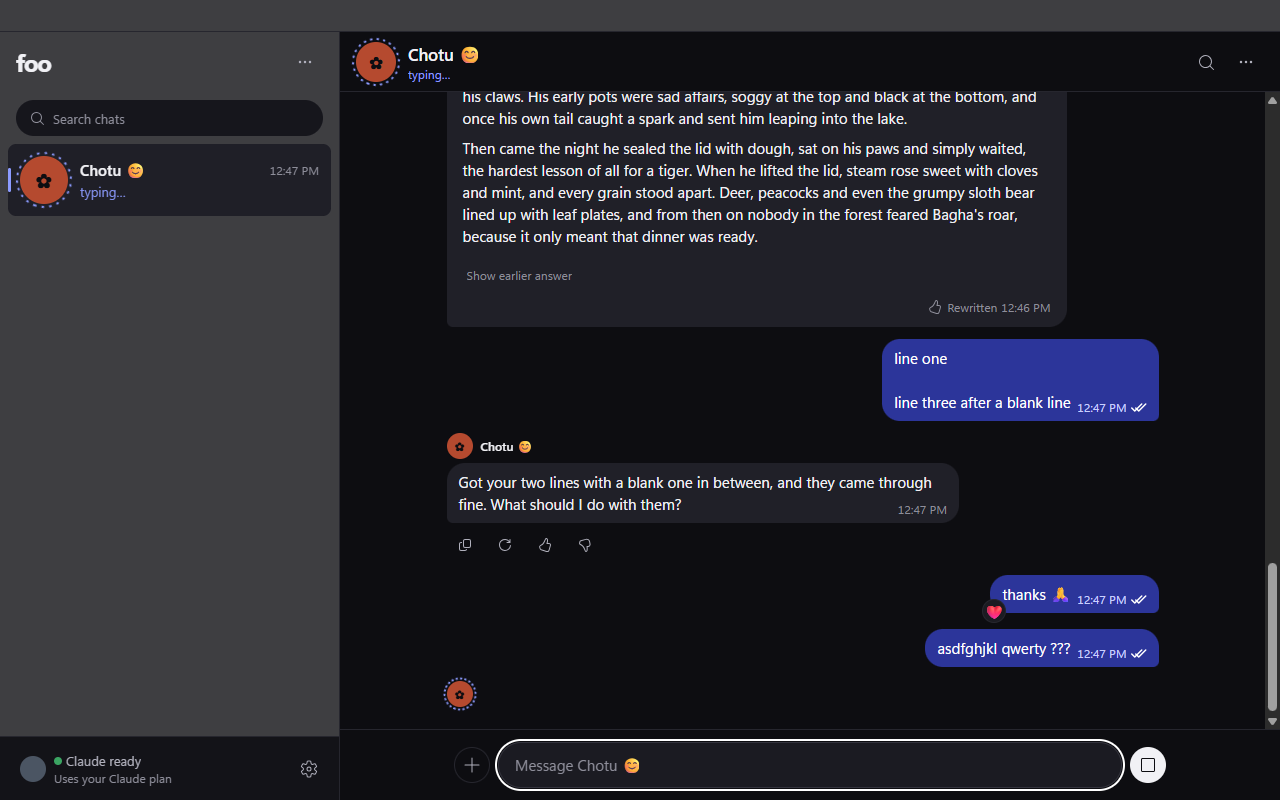 foo
Search chats
Chotu 😊
12:47 PM
typing...
Claude ready
Uses your Claude plan
Chotu 😊
typing...
his claws. His early pots were sad affairs, soggy at the top and black at the bottom, and
once his own tail caught a spark and sent him leaping into the lake.
Then came the night he sealed the lid with dough, sat on his paws and simply waited,
the hardest lesson of all for a tiger. When he lifted the lid, steam rose sweet with cloves
and mint, and every grain stood apart. Deer, peacocks and even the grumpy sloth bear
lined up with leaf plates, and from then on nobody in the forest feared Bagha's roar,
because it only meant that dinner was ready.
Show earlier answer
Rewritten 12:46 PM
line one
line three after a blank line 12:47 PM
Chotu 😊
Got your two lines with a blank one in between, and they came through
fine. What should I do with them?
12:47 PM
thanks 🙏 12:47 PM
asdfghjkl qwerty ??? 12:47 PM
Message Chotu 😊